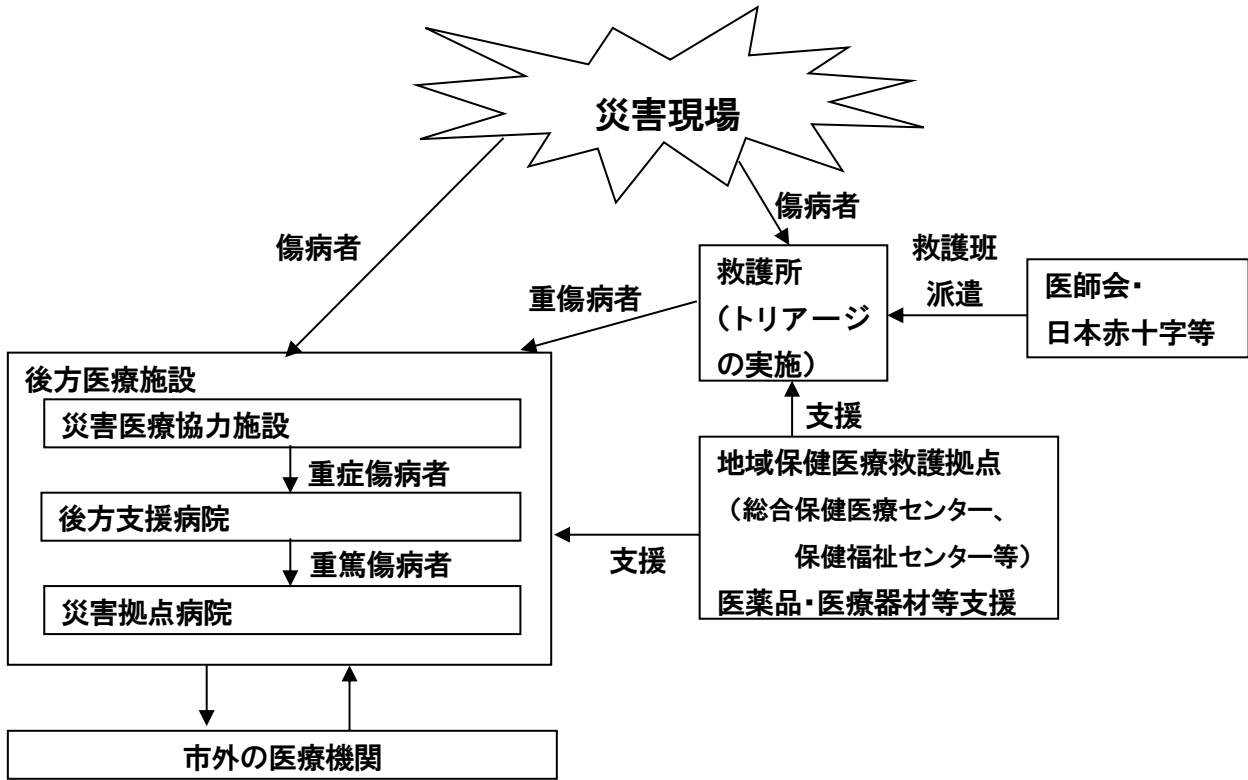 災害現場
傷病者
傷病者
救護班
派遣
救護所
(トリアージ
の実施)
医師会・
日本赤十字等
重傷病者
後方医療施設
災害医療協力施設
重症傷病者
後方支援病院
重篤傷病者
災害拠点病院
支援
地域保健医療救護拠点
(総合保健医療センター、
保健福祉センター等)
医薬品・医療器材等支援
支援
市外の医療機関